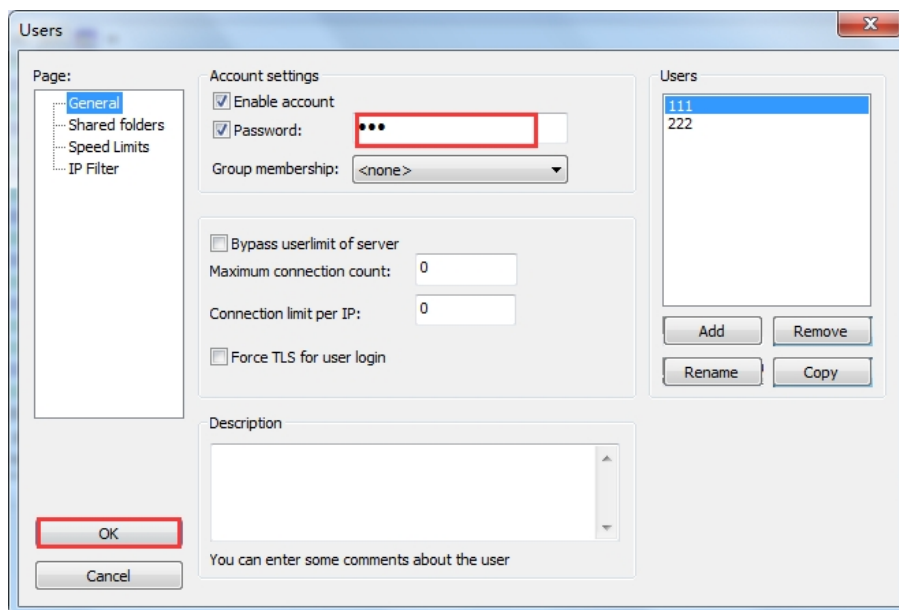 Users
Page:
General
Shared folders
Speed Limits
IP Filter
OK
Cancel
Account settings
Enable account
Password: •••
Group membership: <none>
Bypass userlimit of server
Maximum connection count: 0
Connection limit per IP: 0
Force TLS for user login
Description
You can enter some comments about the user
Users
111
222
Add Remove
Rename Copy